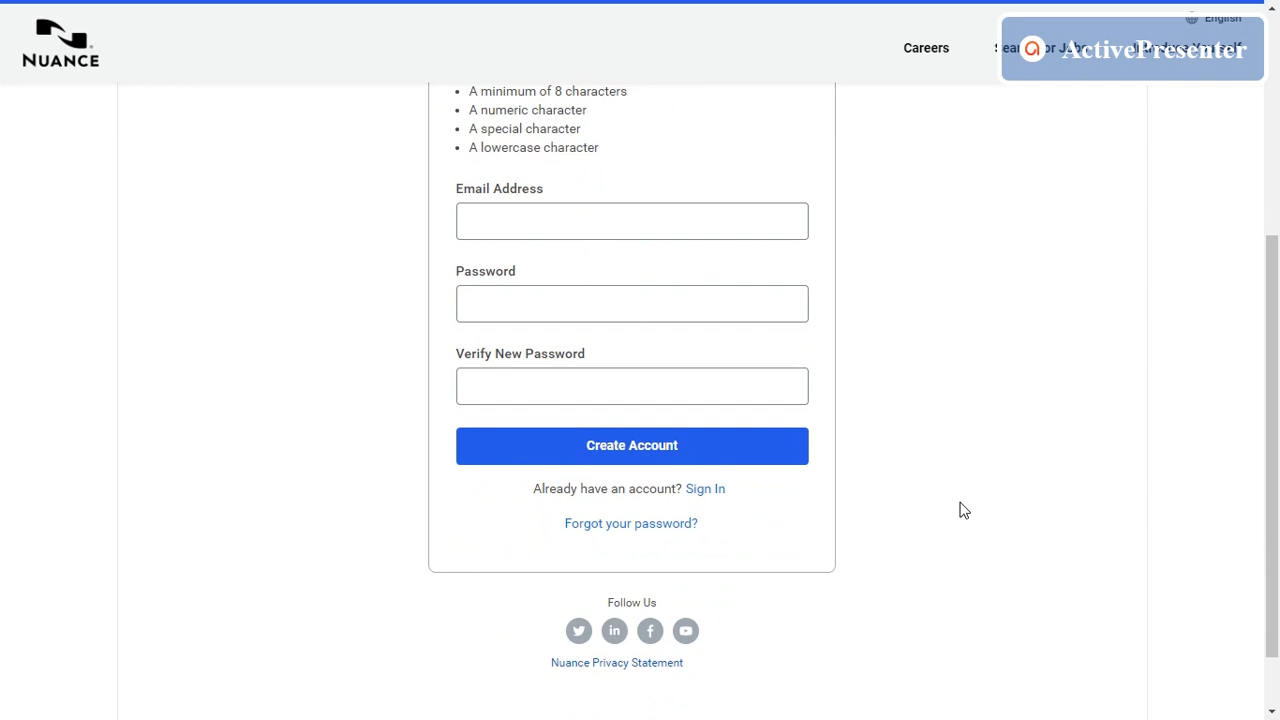 English
NUANCE
Careers
ActivePresenter
A minimum of 8 characters
A numeric character
A special character
A lowercase character
Email Address
Password
Verify New Password
Create Account
Already have an account? Sign In
Forgot your password?
Follow Us
Nuance Privacy Statement